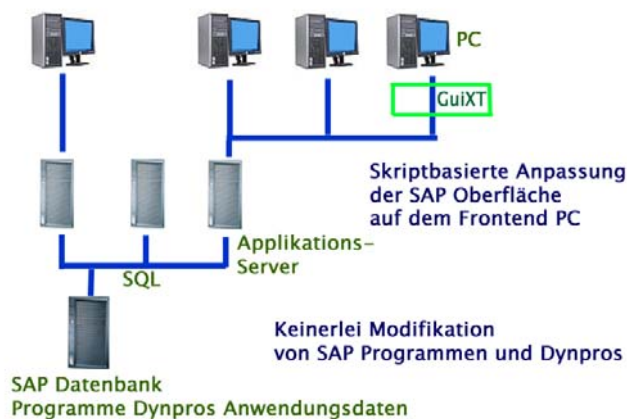 PC
GuiXT
Skriptbasierte Anpassung
der SAP Oberfläche
auf dem Frontend PC
Applikations-
Server
SQL
Keinerlei Modifikation
von SAP Programmen und Dynpros
SAP Datenbank
Programme Dynpros Anwendungsdaten